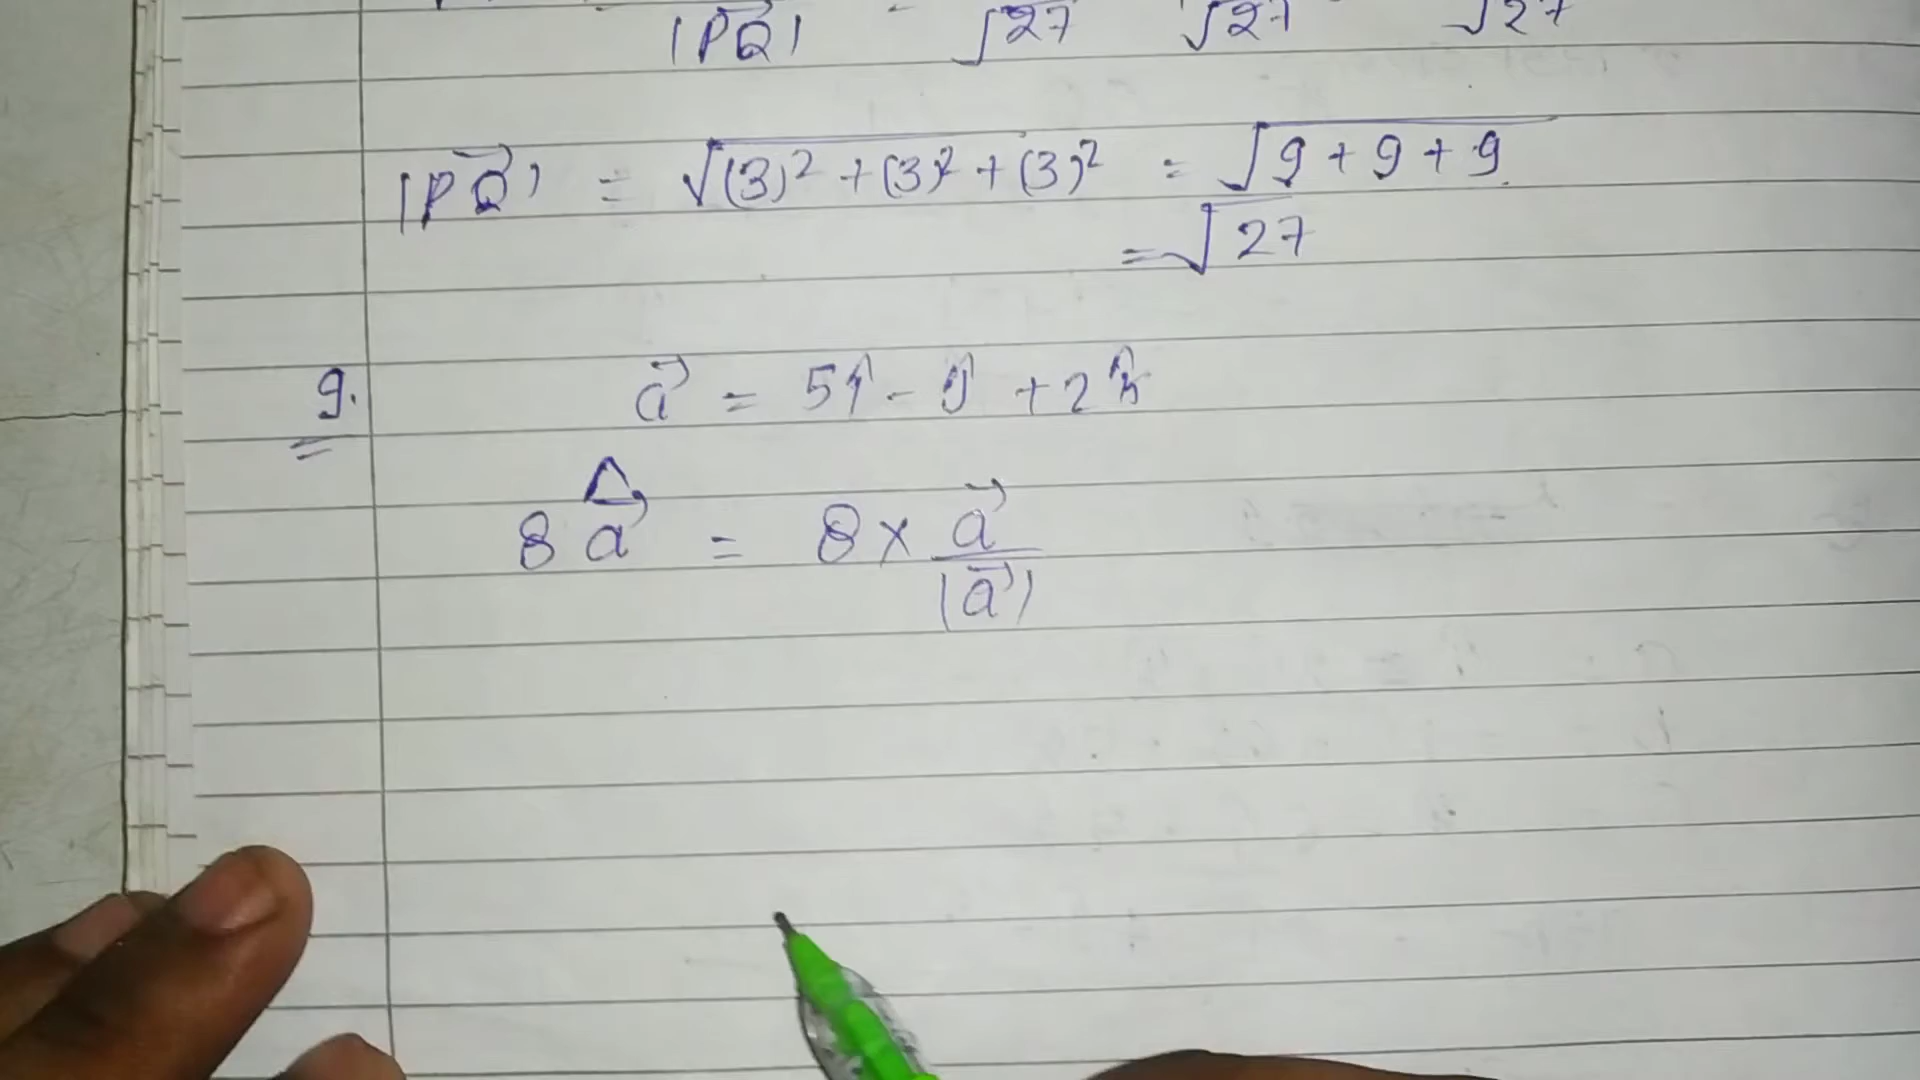 |PQ⃗| √27 √27 √27
|PQ⃗| = √(3)² + (3)² + (3)² = √9 + 9 + 9
= √27
9. a⃗ = 5î - ĵ + 2k̂
8 â = 8 × a⃗ / |a⃗|